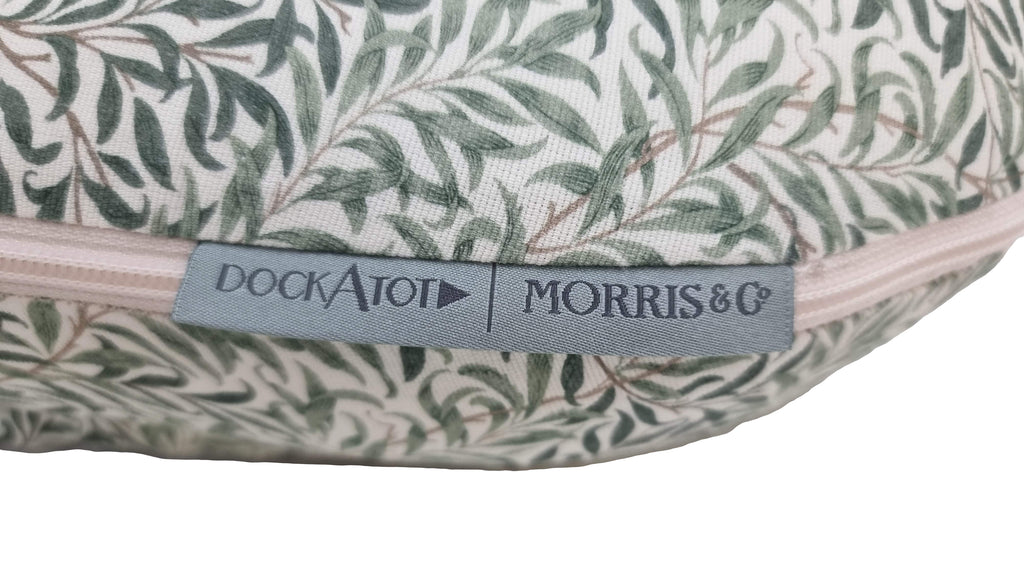 DOCKATOT | MORRIS & Co